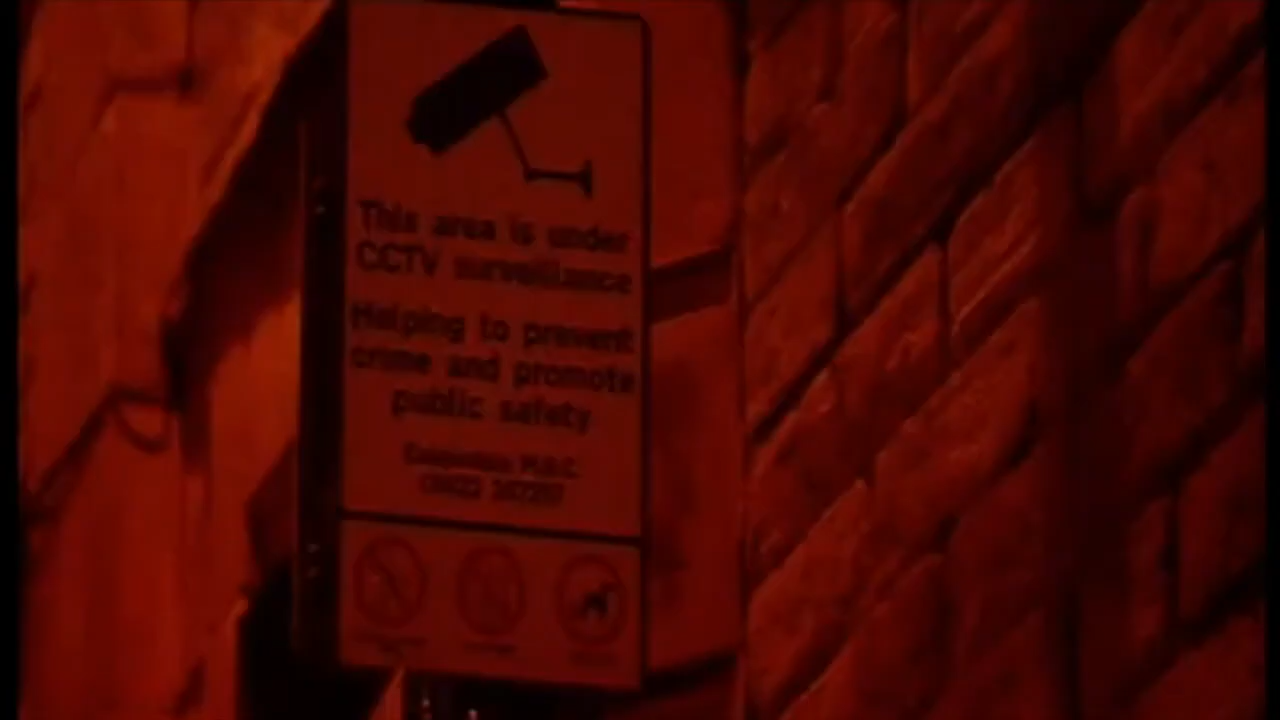 This area is under
CCTV surveillance
Helping to prevent
crime and promote
public safety
M.B.C.